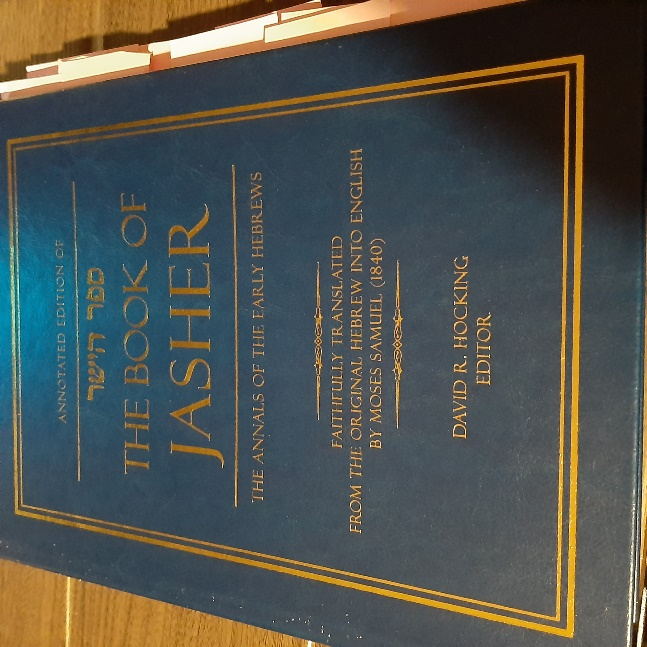 ANNOTATED EDITION OF
ספר הישר
THE BOOK OF
JASHER
THE ANNALS OF THE EARLY HEBREWS
FAITHFULLY TRANSLATED
FROM THE ORIGINAL HEBREW INTO ENGLISH
BY MOSES SAMUEL (1840)
DAVID R. HOCKING
EDITOR